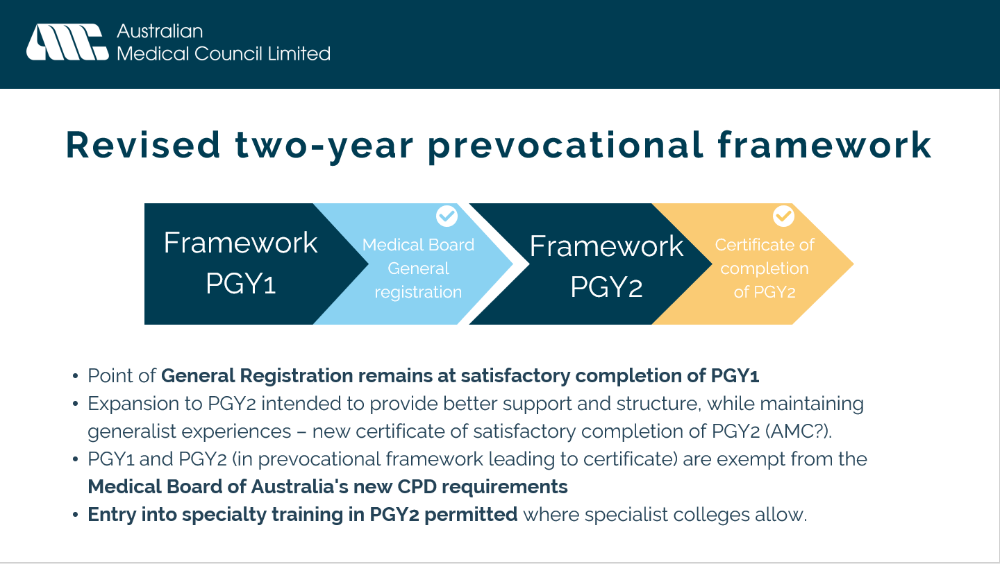 Australian
Medical Council Limited
Revised two-year prevocational framework
Framework
PGY1
Medical Board
General
registration
Framework
PGY2
Certificate of
completion
of PGY2
• Point of General Registration remains at satisfactory completion of PGY1
• Expansion to PGY2 intended to provide better support and structure, while maintaining
generalist experiences – new certificate of satisfactory completion of PGY2 (AMC?).
• PGY1 and PGY2 (in prevocational framework leading to certificate) are exempt from the
Medical Board of Australia's new CPD requirements
• Entry into specialty training in PGY2 permitted where specialist colleges allow.